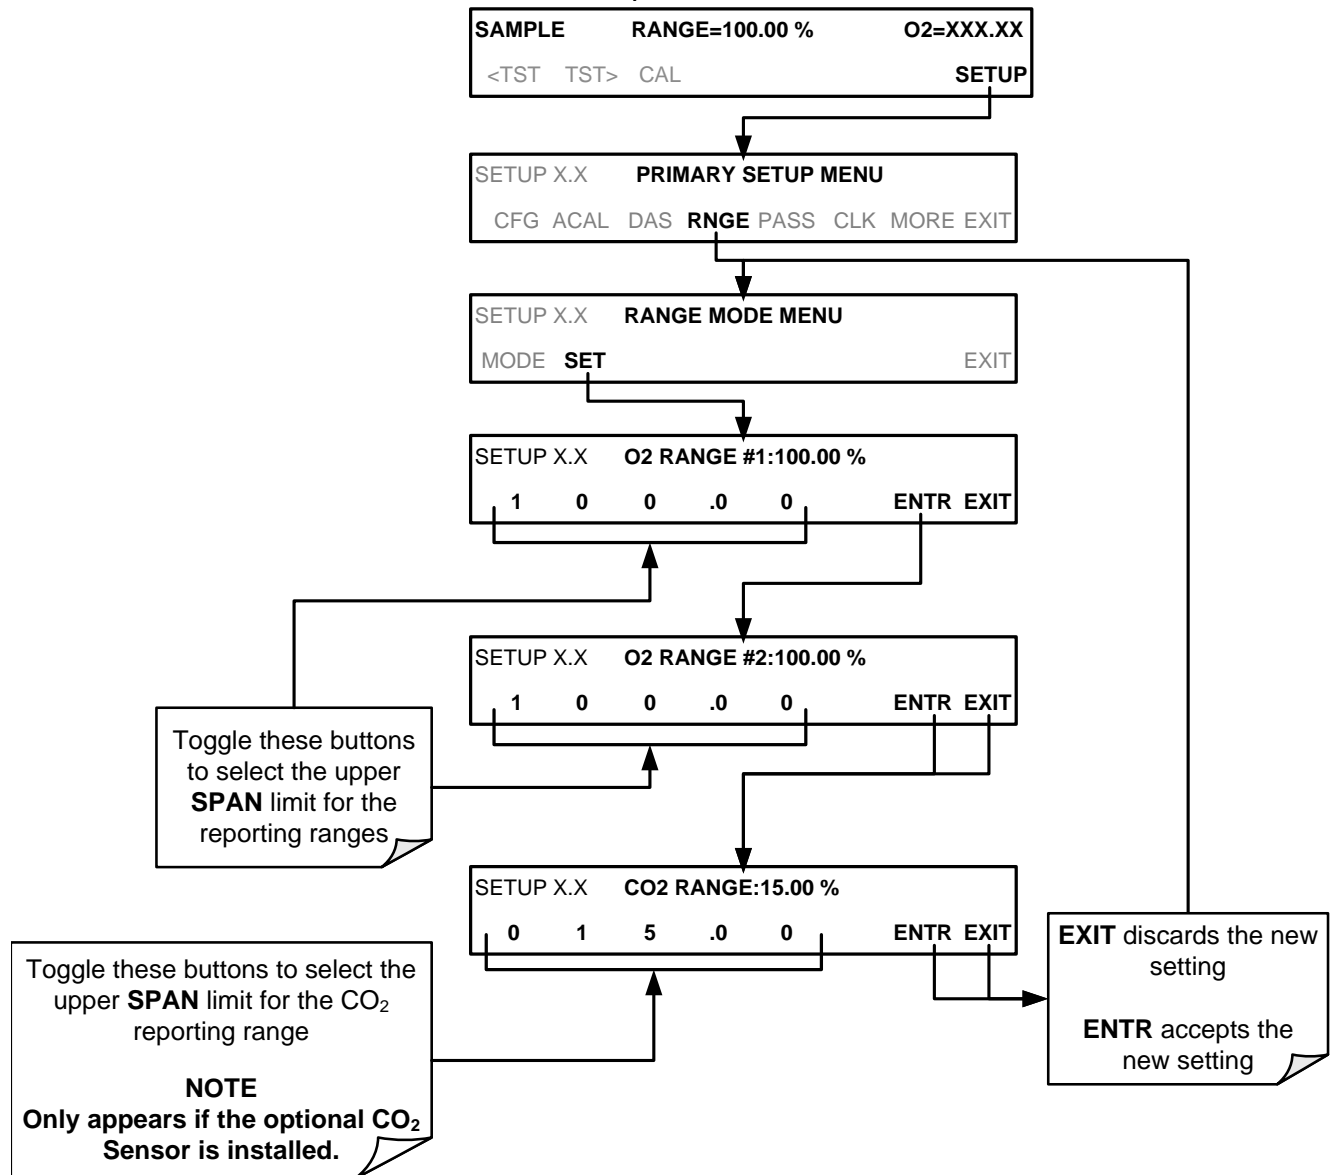 SAMPLE RANGE=100.00 % O2=XXX.XX
<TST TST> CAL SETUP
SETUP X.X PRIMARY SETUP MENU
CFG ACAL DAS RNGE PASS CLK MORE EXIT
SETUP X.X RANGE MODE MENU
MODE SET EXIT
SETUP X.X O2 RANGE #1:100.00 %
1 0 0 .0 0 ENTR EXIT
SETUP X.X O2 RANGE #2:100.00 %
1 0 0 .0 0 ENTR EXIT
Toggle these buttons
to select the upper
SPAN limit for the
reporting ranges
SETUP X.X CO2 RANGE:15.00 %
0 1 5 .0 0 ENTR EXIT
Toggle these buttons to select the
upper SPAN limit for the CO₂
reporting range
NOTE
Only appears if the optional CO₂
Sensor is installed.
EXIT discards the new
setting
ENTR accepts the
new setting